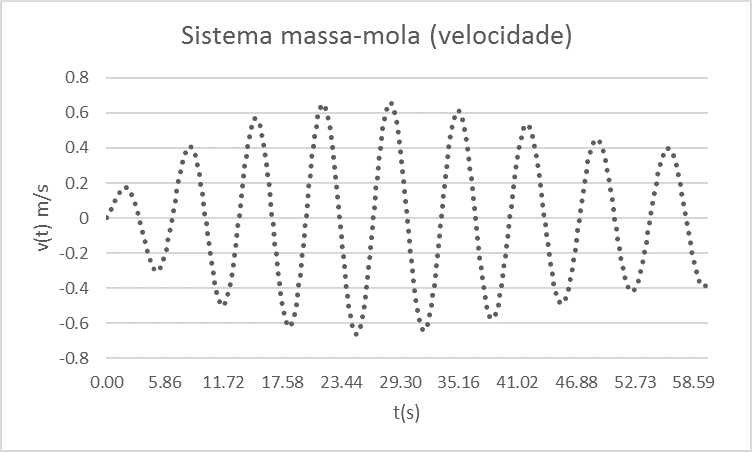 Sistema massa-mola (velocidade)
0.8
0.6
0.4
0.2
0
-0.2
-0.4
-0.6
-0.8
v(t) m/s
0.00 5.86 11.72 17.58 23.44 29.30 35.16 41.02 46.88 52.73 58.59
t(s)